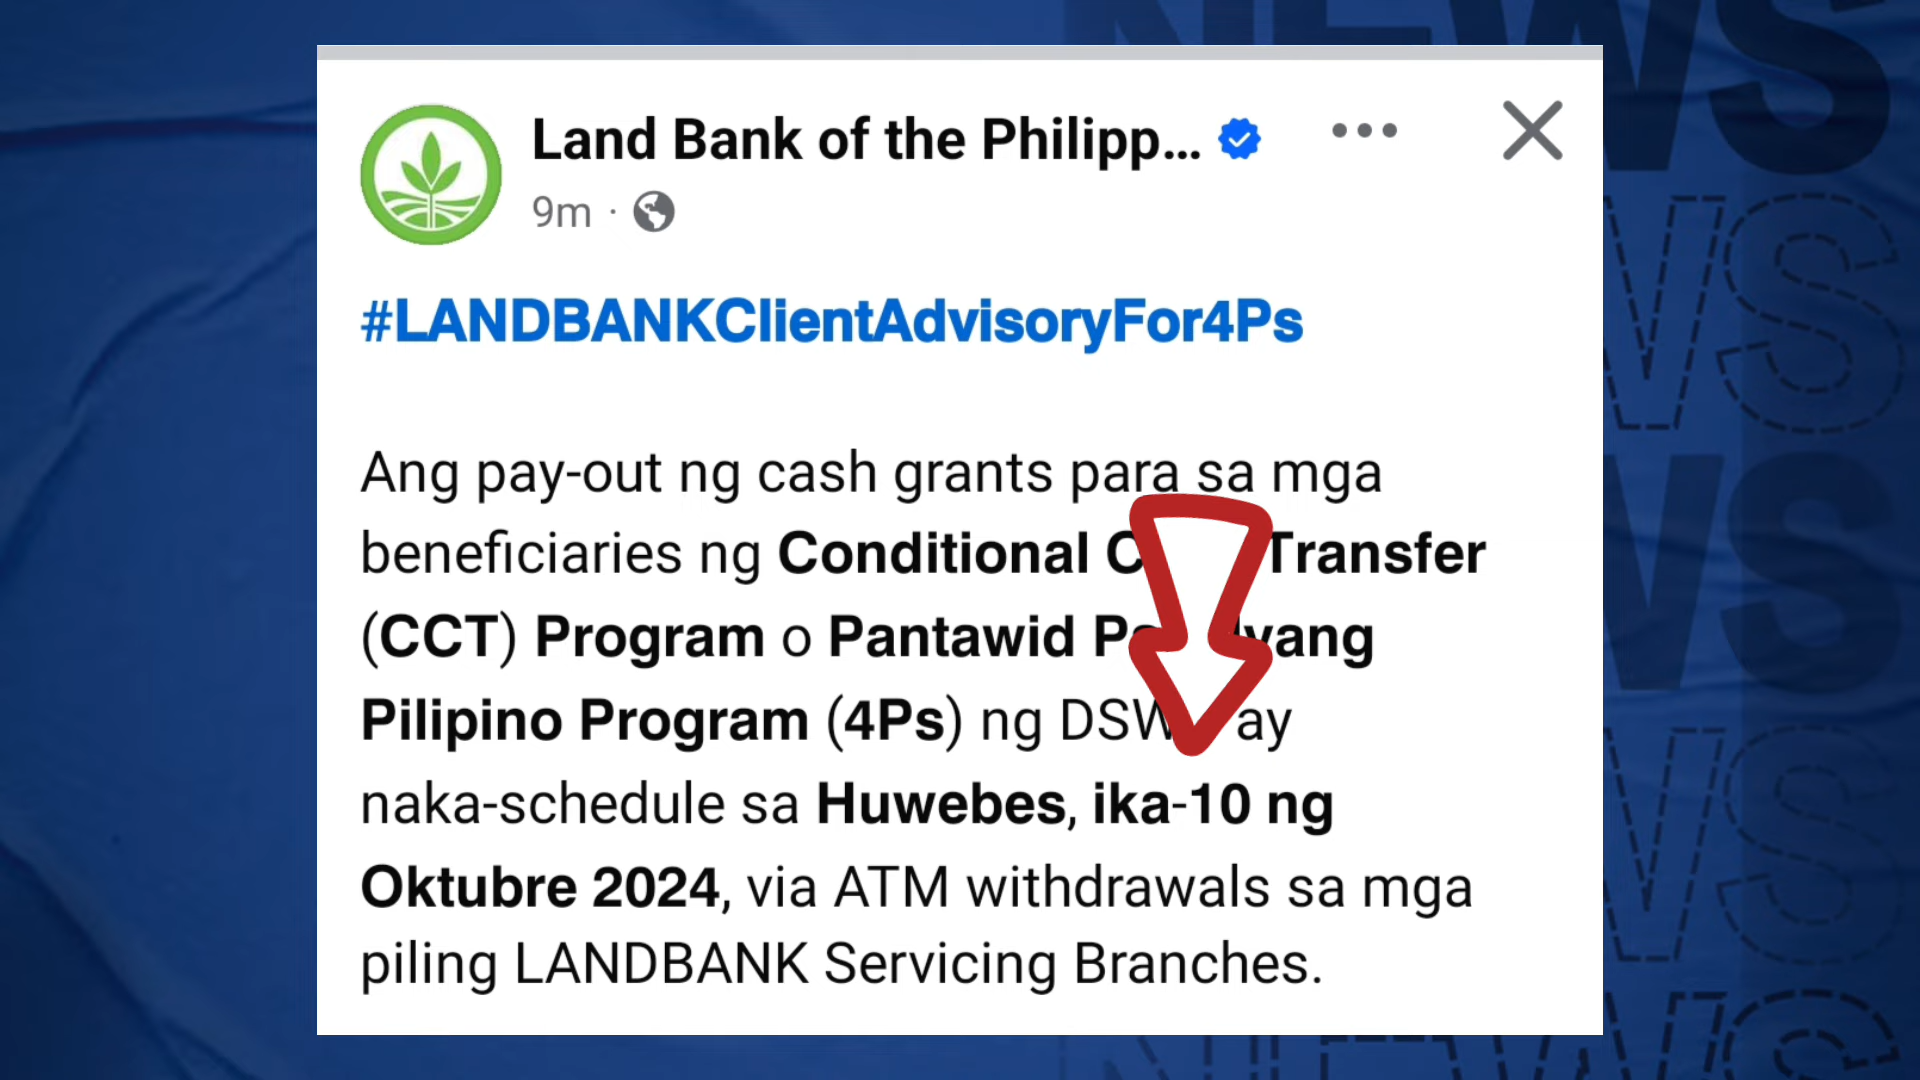 NEWS
Land Bank of the Philipp...
9m ·
#LANDBANKClientAdvisoryFor4Ps
Ang pay-out ng cash grants para sa mga
beneficiaries ng Conditional Transfer
(CCT) Program o Pantawid
Pilipino Program (4Ps) ng ay
naka-schedule sa Huwebes, ika-10 ng
Oktubre 2024, via ATM withdrawals sa mga
piling LANDBANK Servicing Branches.